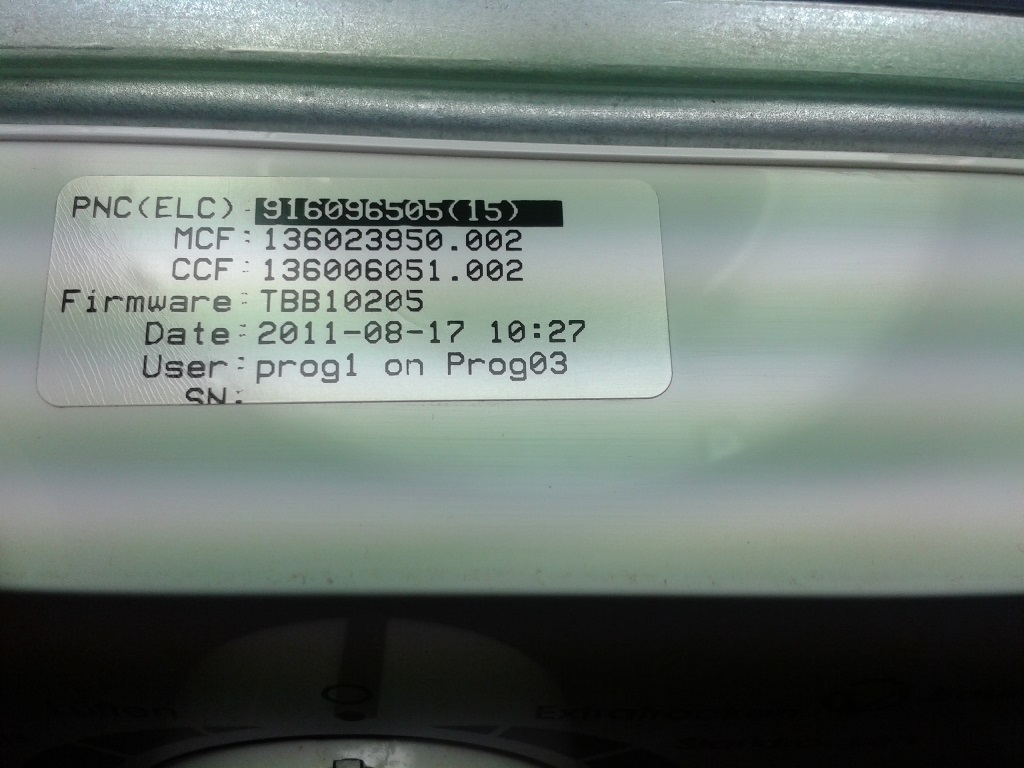 PNC(ELC): 916096505(15)
MCF: 136023950.002
CCF: 136006051.002
Firmware: TBB10205
Date: 2011-08-17 10:27
User: prog1 on Prog03
SN:
Extratrocken